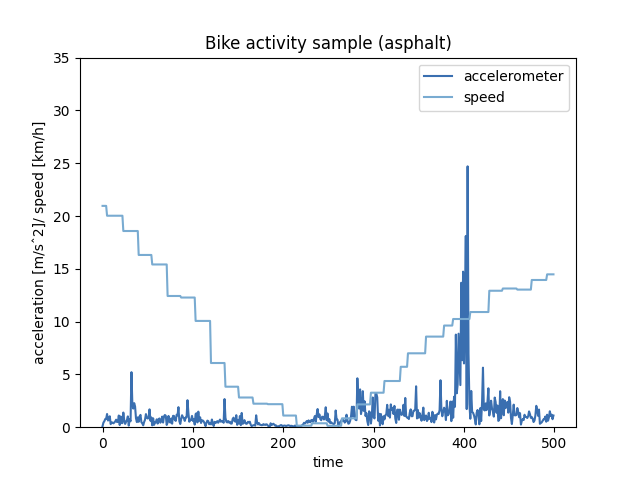 Bike activity sample (asphalt)
accelerometer
speed
35
30
25
20
15
10
5
0
acceleration [m/s^2]/ speed [km/h]
0 100 200 300 400 500
time